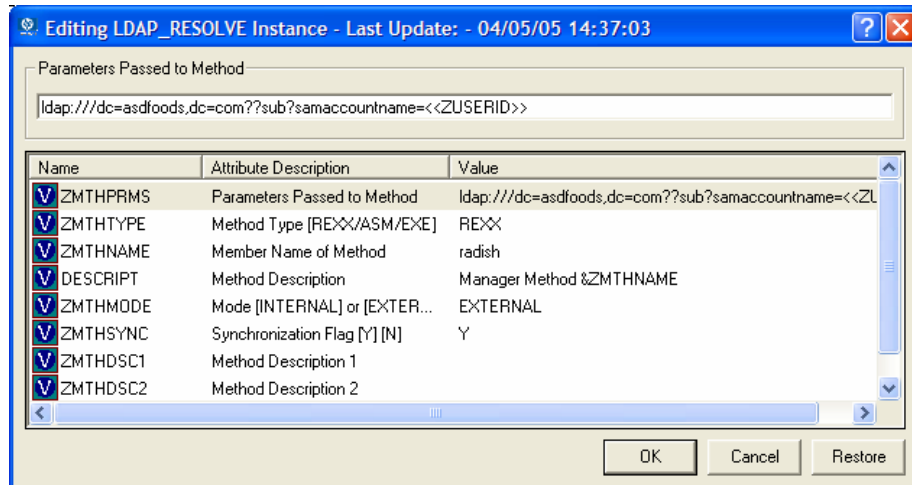 Editing LDAP_RESOLVE Instance - Last Update: - 04/05/05 14:37:03
Parameters Passed to Method
ldap:///dc=asdfoods,dc=com??sub?samaccountname=<<ZUSERID>>
Name Attribute Description Value
V ZMTHPRMS Parameters Passed to Method ldap:///dc=asdfoods,dc=com??sub?samaccountname=<<ZU
V ZMTHTYPE Method Type [REXX/ASM/EXE] REXX
V ZMTHNAME Member Name of Method radish
V DESCRIPT Method Description Manager Method &ZMTHNAME
V ZMTHMODE Mode [INTERNAL] or [EXTER... EXTERNAL
V ZMTHSYNC Synchronization Flag [Y] [N] Y
V ZMTHDSC1 Method Description 1
V ZMTHDSC2 Method Description 2
OK Cancel Restore